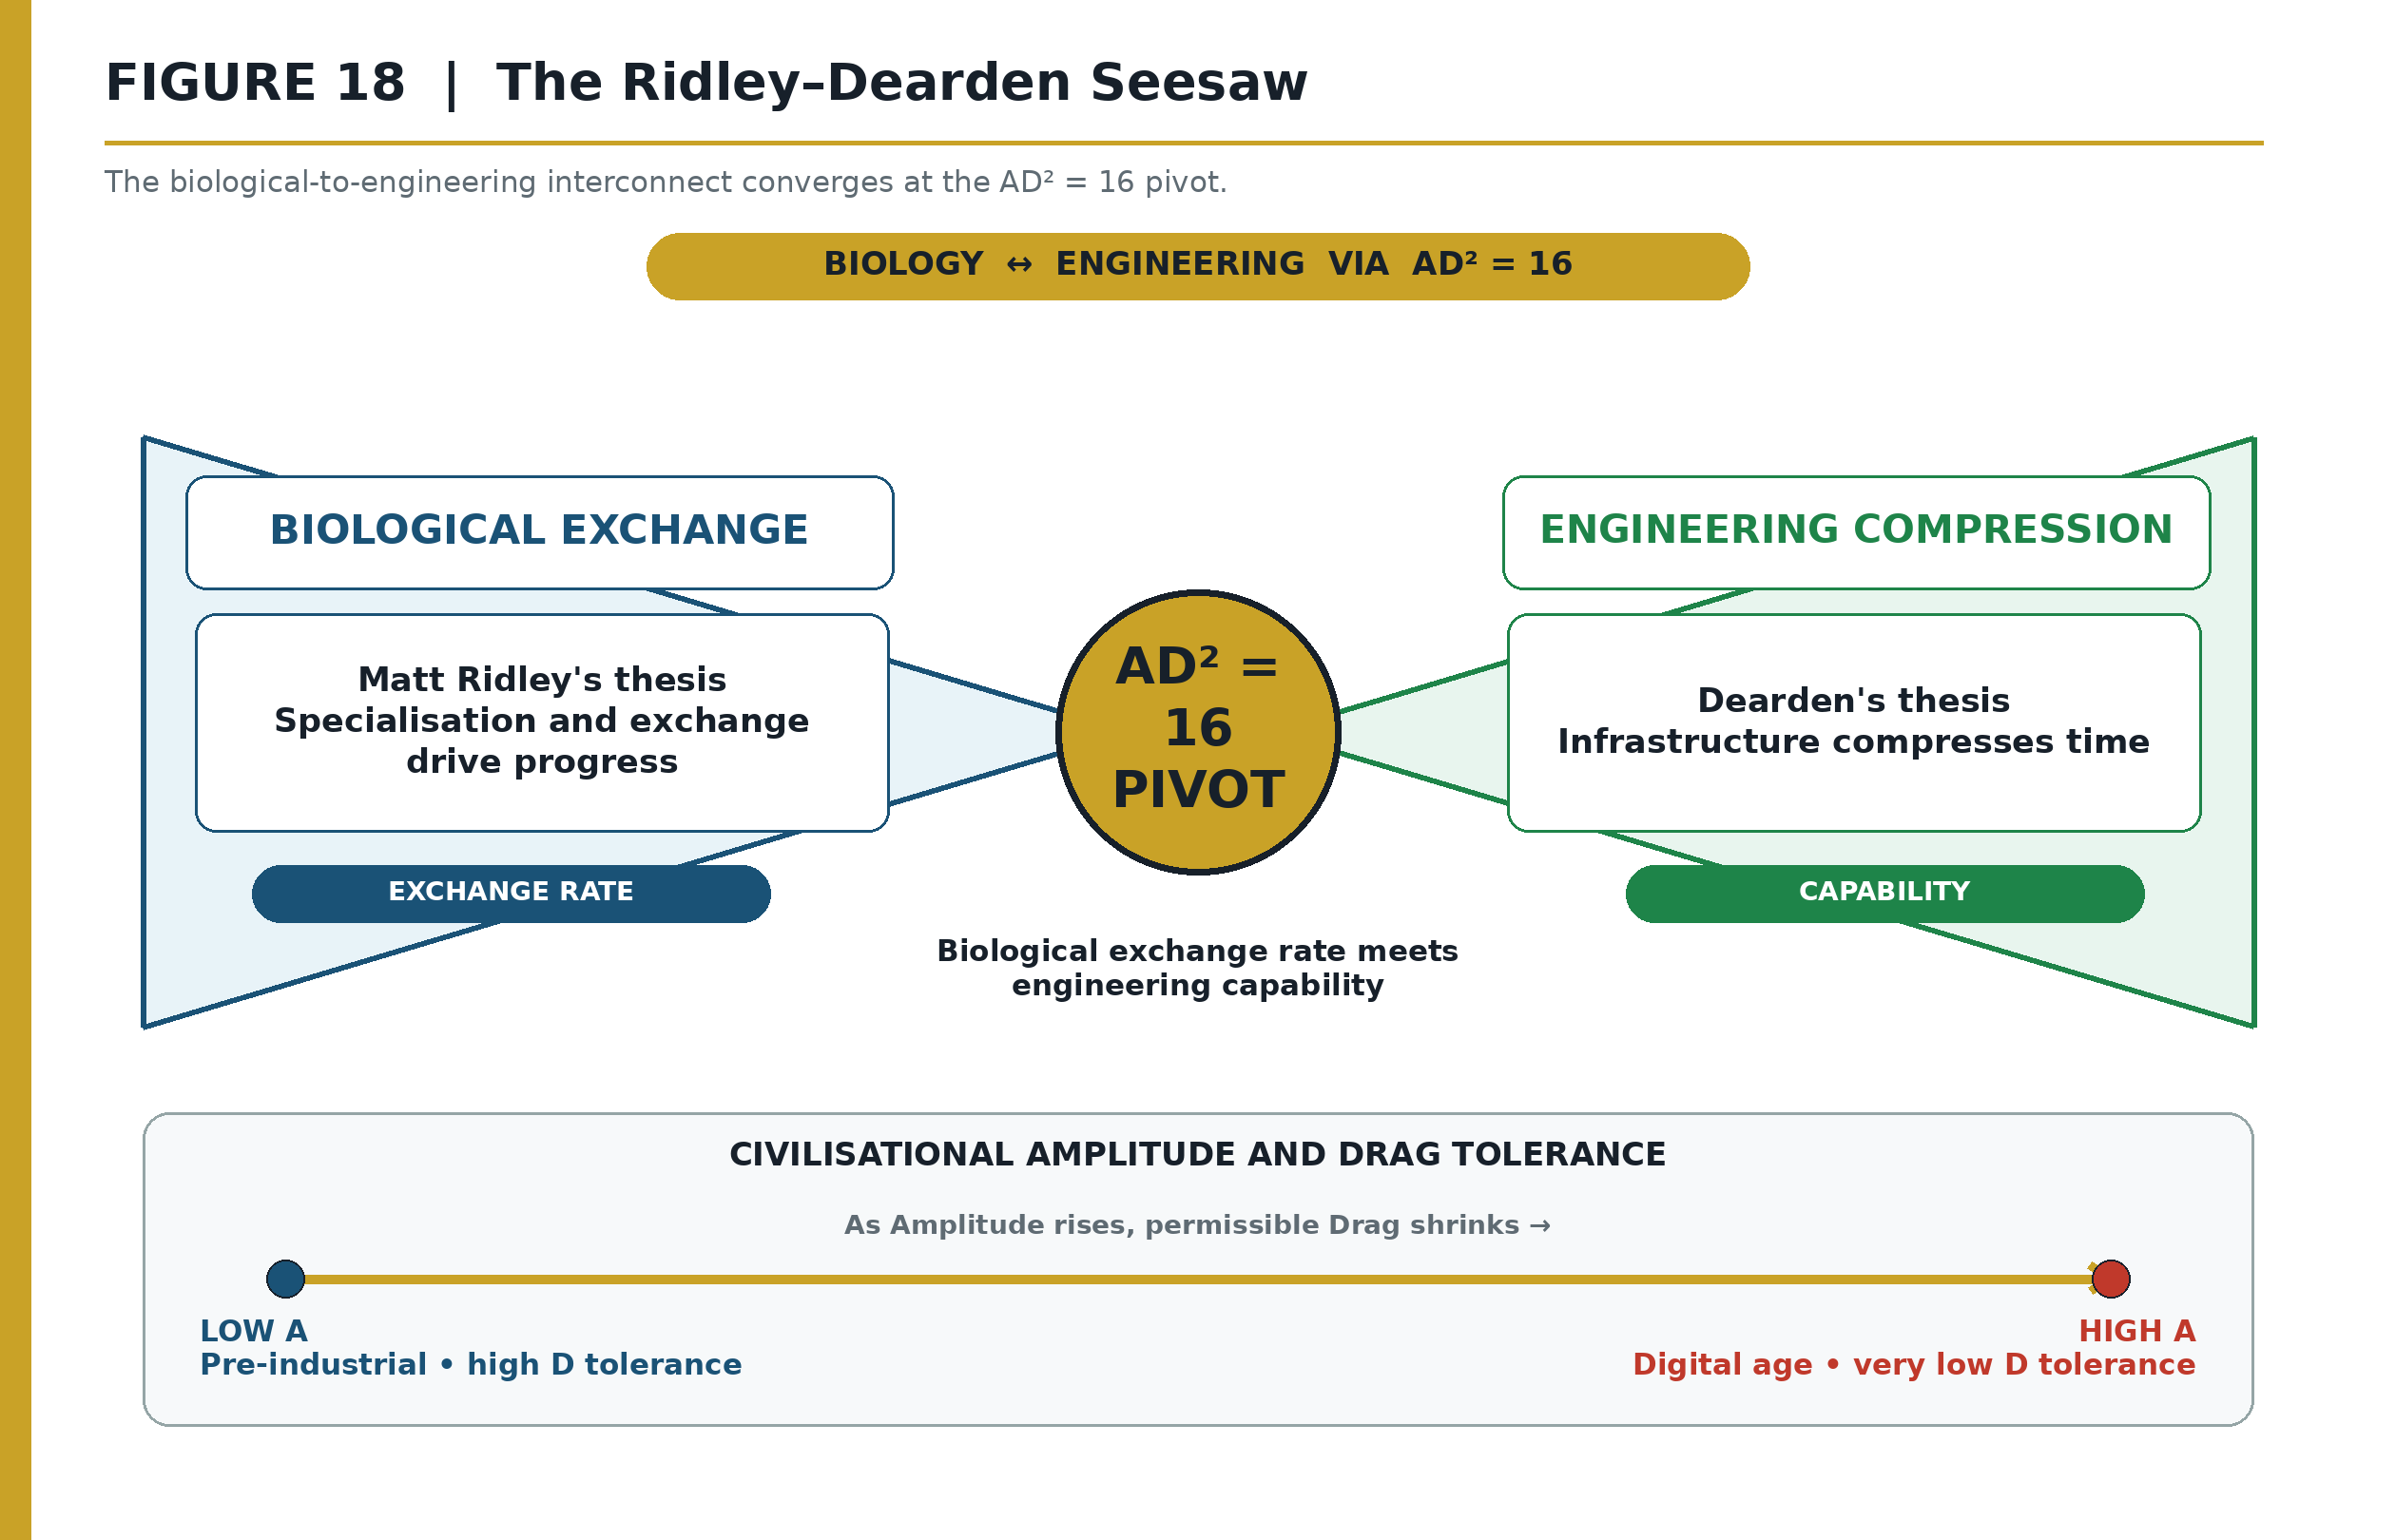 FIGURE 18 | The Ridley–Dearden Seesaw
The biological-to-engineering interconnect converges at the AD² = 16 pivot.
BIOLOGY ↔ ENGINEERING VIA AD² = 16
BIOLOGICAL EXCHANGE
Matt Ridley's thesis
Specialisation and exchange
drive progress
EXCHANGE RATE
AD² =
16
PIVOT
Biological exchange rate meets
engineering capability
ENGINEERING COMPRESSION
Dearden's thesis
Infrastructure compresses time
CAPABILITY
CIVILISATIONAL AMPLITUDE AND DRAG TOLERANCE
As Amplitude rises, permissible Drag shrinks →
LOW A
Pre-industrial • high D tolerance
HIGH A
Digital age • very low D tolerance